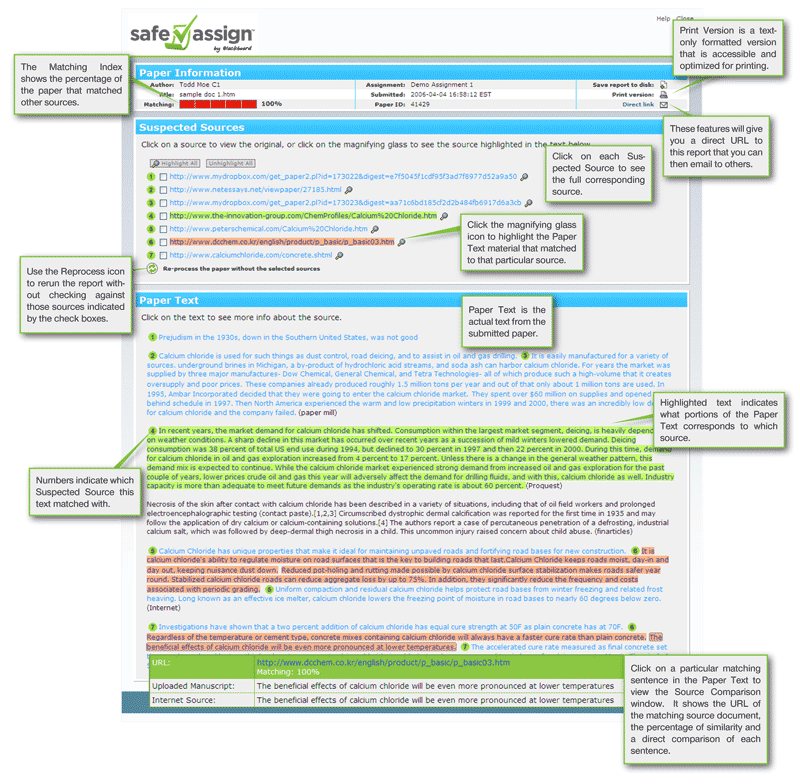 safe assign™
by Blackboard
Help Close
Print Version is a text-
only formatted version
that is accessible and
optimized for printing.
The Matching Index
shows the percentage of
the paper that matched
other sources.
Paper Information
Author: Todd Moe C1 Assignment: Demo Assignment 1 Save report to disk:
Title: sample doc 1.htm Submitted: 2006-04-04 16:58:12 EST Print version:
Matching: 100% Paper ID: 41429 Direct link
These features will give
you a direct URL to
this report that you can
then email to others.
Suspected Sources
Click on a source to view the original, or click on the magnifying glass to see the source highlighted in the text below.
Highlight All Unhighlight All
Click on each Sus-
pected Source to see
the full corresponding
source.
1 http://www.mydropbox.com/get_paper2.pl?id=173022&digest=e7f5045f1cdf95f3ad7f8977d52a9a50
2 http://www.netessays.net/viewpaper/27185.html
3 http://www.mydropbox.com/get_paper2.pl?id=173023&digest=aa71c6bd185cf2d2b484fb6917d6a3cb
4 http://www.the-innovation-group.com/ChemProfiles/Calcium%20Chloride.htm
5 http://www.peterschemical.com/Calcium%20Chloride.htm
6 http://www.dcchem.co.kr/english/product/p_basic/p_basic03.htm
7 http://www.calciumchloride.com/concrete.shtml
Re-process the paper without the selected sources
Click the magnifying glass
icon to highlight the Paper
Text material that matched
to that particular source.
Use the Reprocess icon
to rerun the report with-
out checking against
those sources indicated
by the check boxes.
Paper Text
Click on the text to see more info about the source.
Paper Text is the
actual text from the
submitted paper.
1 Prejudism in the 1930s, down in the Southern United States, was not good
2 Calcium chloride is used for such things as dust control, road deicing, and to assist in oil and gas drilling. 3 It is easily manufactured for a variety of
sources. underground brines in Michigan, a by-product of hydrochloric acid streams, and soda ash can harbor calcium chloride. For years the market was
supplied by three major manufactures- Dow Chemical, General Chemical, and Tetra Technologies- all of which produce such a high-volume that it creates
oversupply and poor prices. These companies already produced roughly 1.5 million tons per year and out of that only about 1 million tons are used. In
1995, Ambar Incorporated decided that they were going to enter the calcium chloride market. They spent over $60 million on supplies and opened
behind schedule in 1997. Then North America experienced the warm and low precipitation winters in 1999 and 2000, there was an incredibly low
for calcium chloride and the company failed. (paper mill)
Highlighted text indicates
what portions of the Paper
Text corresponds to which
source.
4 In recent years, the market demand for calcium chloride has shifted. Consumption within the largest market segment, deicing, is heavily
on weather conditions. A sharp decline in this market has occurred over recent years as a succession of mild winters lowered demand. Deicing
consumption was 38 percent of total US end use during 1994, but declined to 30 percent in 1997 and then 22 percent in 2000. During this time, demand
for calcium chloride in oil and gas exploration increased from 4 percent to 17 percent. Unless there is a change in the general weather pattern, this
demand mix is expected to continue. While the calcium chloride market experienced strong demand from increased oil and gas exploration for the past
couple of years, lower prices crude oil and gas this year will adversely affect the demand for drilling fluids, and with this, calcium chloride as well. Industry
capacity is more than adequate to meet future demands as the industry's operating rate is about 60 percent. (Proquest)
Numbers indicate which
Suspected Source this
text matched with.
Necrosis of the skin after contact with calcium chloride has been described in a variety of situations, including that of oil field workers and prolonged
electroencephalographic testing (contact paste).[1,2,3] Circumscribed dystrophic dermal calcification was reported for the first time in 1935 and may
follow the application of dry calcium or calcium-containing solutions.[4] The authors report a case of percutaneous penetration of a defrosting, industrial
calcium salt, which was followed by deep-dermal thigh necrosis in a child. This uncommon injury raised concern about child abuse. (finarticles)
5 Calcium Chloride has unique properties that make it ideal for maintaining unpaved roads and fortifying road bases for new construction. 6 It is
calcium chloride's ability to regulate moisture on road surfaces that is the key to building roads that last.Calcium Chloride keeps roads moist, day-in and
day out, keeping nuisance dust down. Reduced pot-holing and rutting made possible by calcium chloride surface stabilization makes roads safer year
round. Stabilized calcium chloride roads can reduce aggregate loss by up to 75%. In addition, they significantly reduce the frequency and costs
associated with periodic grading. 5 Uniform compaction and residual calcium chloride helps protect road bases from winter freezing and related frost
heaving. Long known as an effective ice melter, calcium chloride lowers the freezing point of moisture in road bases to nearly 60 degrees below zero.
(Internet)
7 Investigations have shown that a two percent addition of calcium chloride has equal cure strength at 50F as plain concrete has at 70F. 6
Regardless of the temperature or cement type, concrete mixes containing calcium chloride will always have a faster cure rate than plain concrete. The
beneficial effects of calcium chloride will be even more pronounced at lower temperatures. 7 The accelerated cure rate measured as final concrete set
URL: http://www.dcchem.co.kr/english/product/p_basic/p_basic03.htm
Matching: 100%
Uploaded Manuscript: The beneficial effects of calcium chloride will be even more pronounced at lower temperatures
Internet Source: The beneficial effects of calcium chloride will be even more pronounced at lower temperatures
Click on a particular matching
sentence in the Paper Text to
view the Source Comparison
window. It shows the URL of
the matching source document,
the percentage of similarity and
a direct comparison of each
sentence.